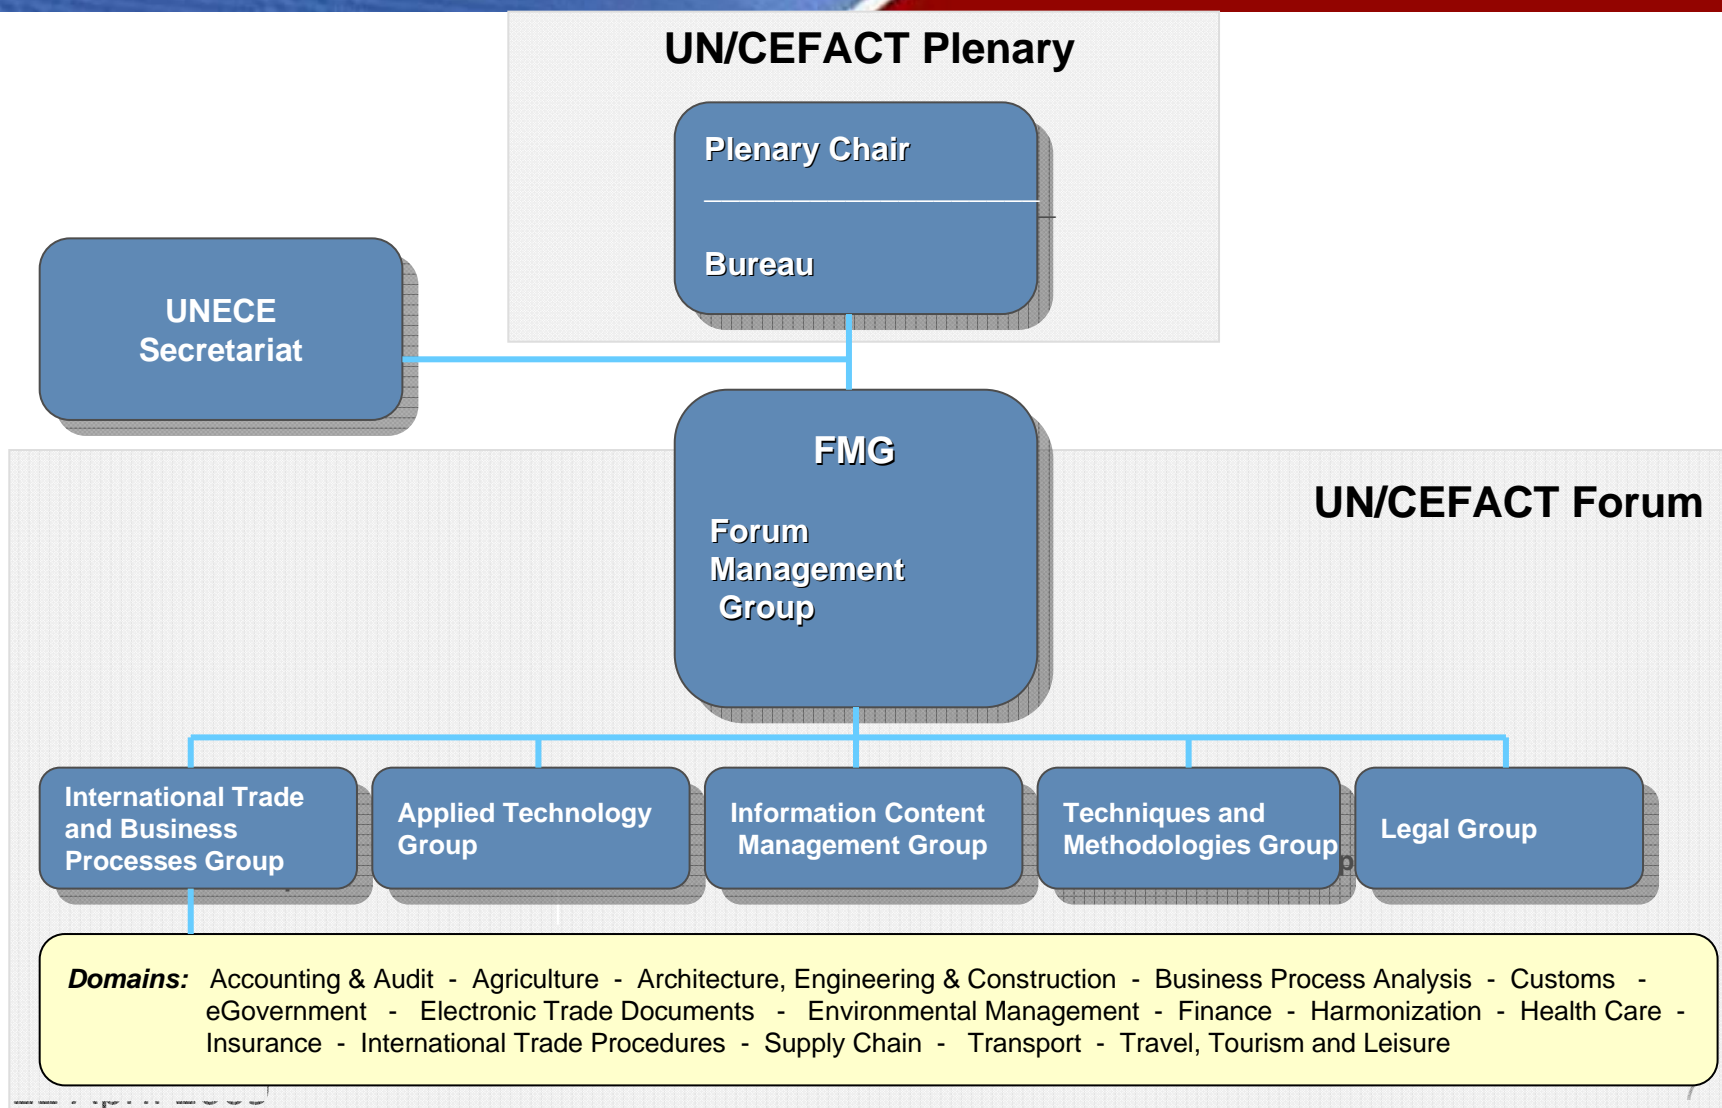 UN/CEFACT Plenary
Plenary Chair
Bureau
UNECE
Secretariat
FMG
Forum
Management
Group
UN/CEFACT Forum
International Trade
and Business
Processes Group
Applied Technology
Group
Information Content
Management Group
Techniques and
Methodologies Group
Legal Group
Domains: Accounting & Audit - Agriculture - Architecture, Engineering & Construction - Business Process Analysis - Customs -
eGovernment - Electronic Trade Documents - Environmental Management - Finance - Harmonization - Health Care -
Insurance - International Trade Procedures - Supply Chain - Transport - Travel, Tourism and Leisure